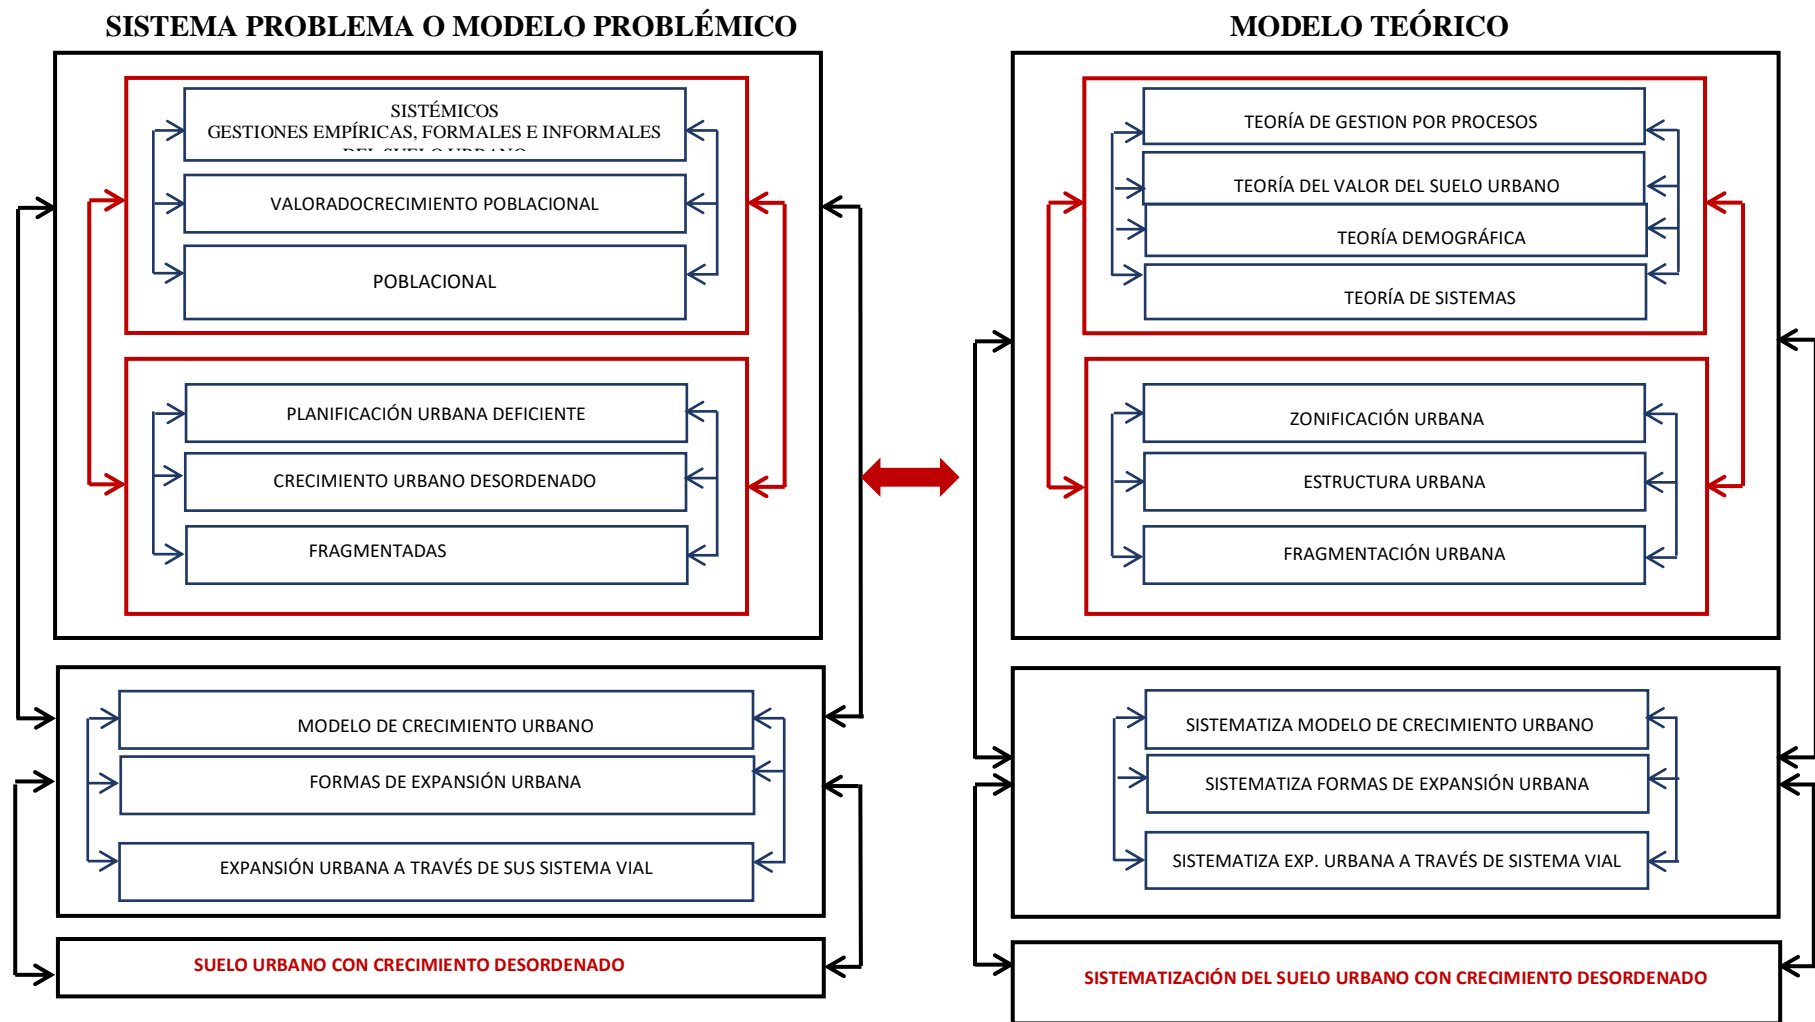 SISTEMA PROBLEMA O MODELO PROBLÉMICO
SISTÉMICOS
GESTIONES EMPÍRICAS, FORMALES E INFORMALES
DEL SUELO URBANO
VALORADOCRECIMIENTO POBLACIONAL
POBLACIONAL
PLANIFICACIÓN URBANA DEFICIENTE
CRECIMIENTO URBANO DESORDENADO
FRAGMENTADAS
MODELO DE CRECIMIENTO URBANO
FORMAS DE EXPANSIÓN URBANA
EXPANSIÓN URBANA A TRAVÉS DE SUS SISTEMA VIAL
SUELO URBANO CON CRECIMIENTO DESORDENADO
MODELO TEÓRICO
TEORÍA DE GESTION POR PROCESOS
TEORÍA DEL VALOR DEL SUELO URBANO
TEORÍA DEMOGRÁFICA
TEORÍA DE SISTEMAS
ZONIFICACIÓN URBANA
ESTRUCTURA URBANA
FRAGMENTACIÓN URBANA
SISTEMATIZA MODELO DE CRECIMIENTO URBANO
SISTEMATIZA FORMAS DE EXPANSIÓN URBANA
SISTEMATIZA EXP. URBANA A TRAVÉS DE SISTEMA VIAL
SISTEMATIZACIÓN DEL SUELO URBANO CON CRECIMIENTO DESORDENADO